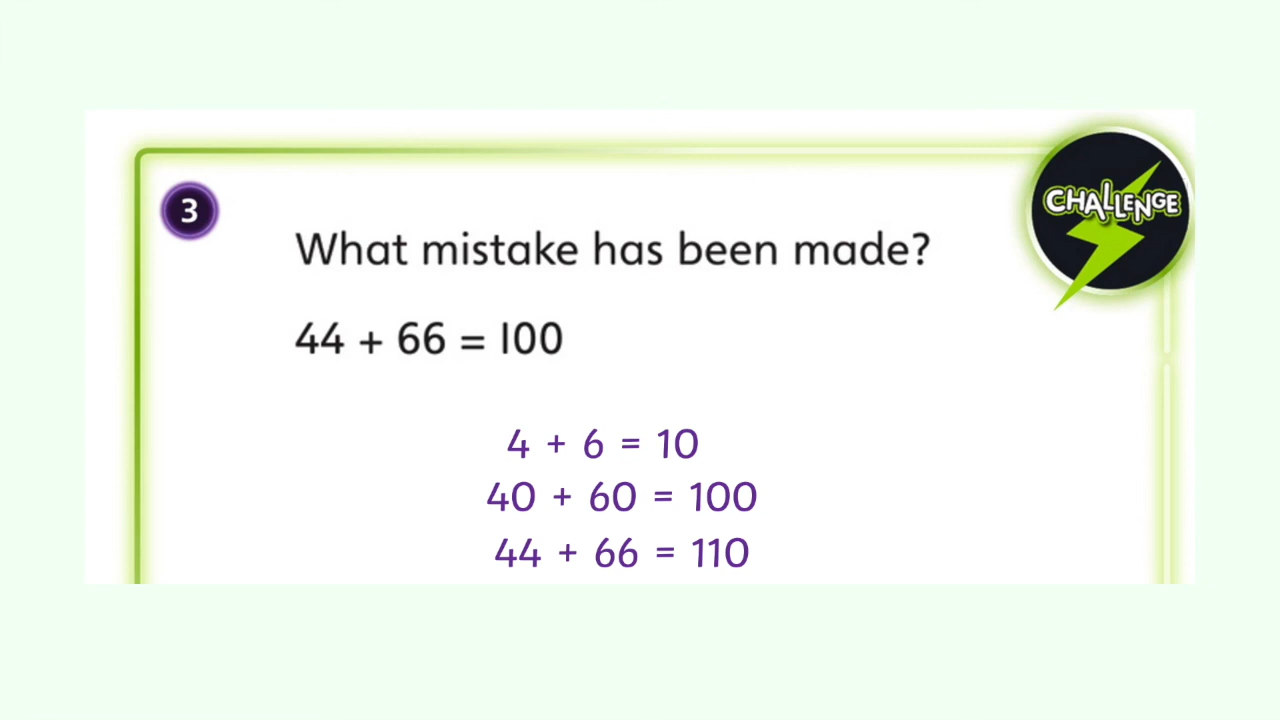 CHALLENGE
3
What mistake has been made?
44 + 66 = 100
4 + 6 = 10
40 + 60 = 100
44 + 66 = 110